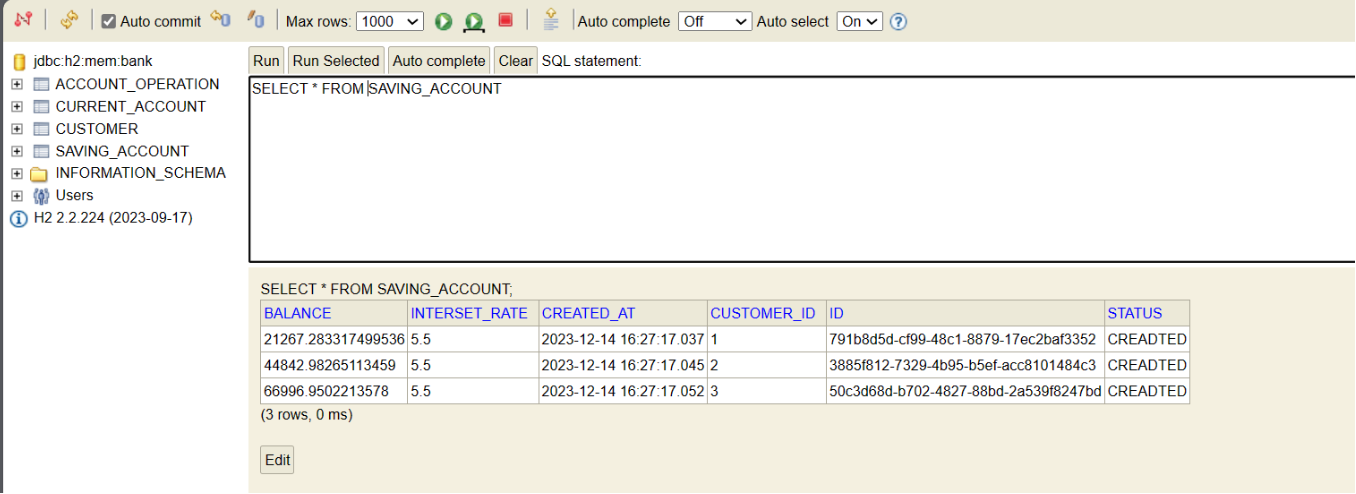 Auto commit Max rows: 1000 Auto complete Off Auto select On
jdbc:h2:mem:bank
ACCOUNT_OPERATION
CURRENT_ACCOUNT
CUSTOMER
SAVING_ACCOUNT
INFORMATION_SCHEMA
Users
H2 2.2.224 (2023-09-17)
Run Run Selected Auto complete Clear SQL statement:
SELECT * FROM SAVING_ACCOUNT
SELECT * FROM SAVING_ACCOUNT;
BALANCE INTERSET_RATE CREATED_AT CUSTOMER_ID ID STATUS
21267.283317499536 5.5 2023-12-14 16:27:17.037 1 791b8d5d-cf99-48c1-8879-17ec2baf3352 CREADTED
44842.98265113459 5.5 2023-12-14 16:27:17.045 2 3885f812-7329-4b95-b5ef-acc8101484c3 CREADTED
66996.9502213578 5.5 2023-12-14 16:27:17.052 3 50c3d68d-b702-4827-88bd-2a539f8247bd CREADTED
(3 rows, 0 ms)
Edit